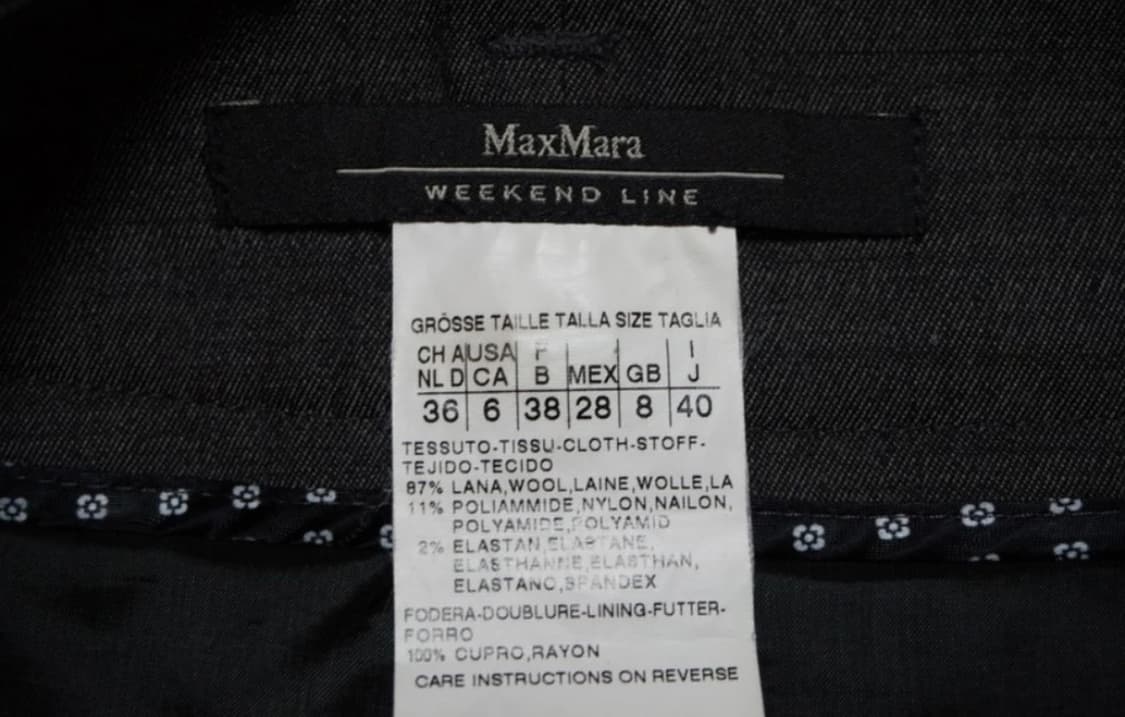 MaxMara
WEEKEND LINE
GRÖSSE TAILLE TALLA SIZE TAGLIA
CH A USA F I
NL D CA B MEX GB J
36 6 38 28 8 40
TESSUTO-TISSU-CLOTH-STOFF-
TEJIDO-TECIDO
87% LANA,WOOL,LAINE,WOLLE,LA
11% POLIAMMIDE,NYLON,NAILON,
POLYAMIDE,POLYAMID
2% ELASTAN,ELASTANE,
ELASTHANNE,ELASTHAN,
ELASTANO,SPANDEX
FODERA-DOUBLURE-LINING-FUTTER-
FORRO
100% CUPRO,RAYON
CARE INSTRUCTIONS ON REVERSE